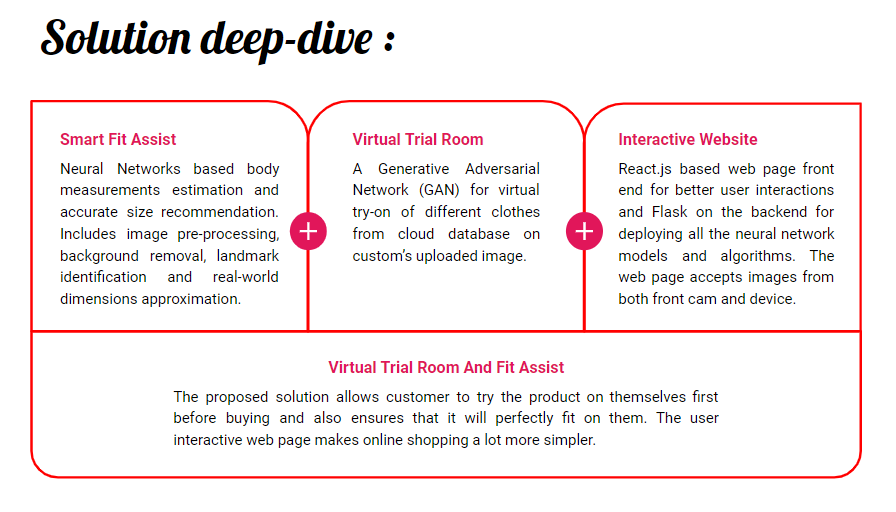 Solution deep-dive :
Smart Fit Assist
Neural Networks based body
measurements estimation and
accurate size recommendation.
Includes image pre-processing,
background removal, landmark
identification and real-world
dimensions approximation.
Virtual Trial Room
A Generative Adversarial
Network (GAN) for virtual
try-on of different clothes
from cloud database on
custom's uploaded image.
Interactive Website
React.js based web page front
end for better user interactions
and Flask on the backend for
deploying all the neural network
models and algorithms. The
web page accepts images from
both front cam and device.
Virtual Trial Room And Fit Assist
The proposed solution allows customer to try the product on themselves first
before buying and also ensures that it will perfectly fit on them. The user
interactive web page makes online shopping a lot more simpler.